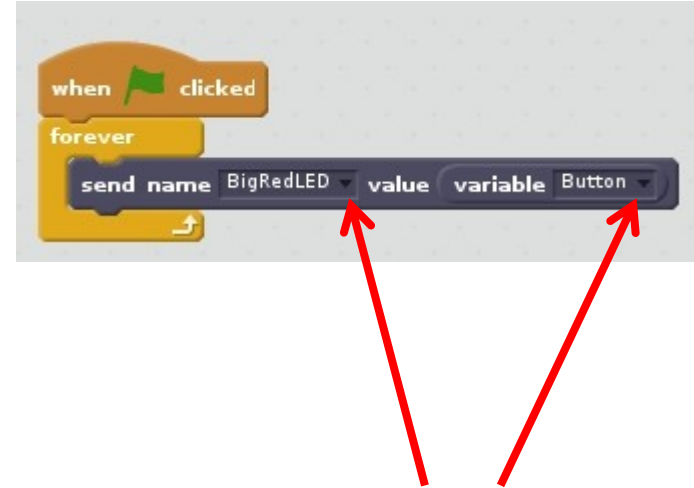 when clicked
forever
send name BigRedLED value variable Button